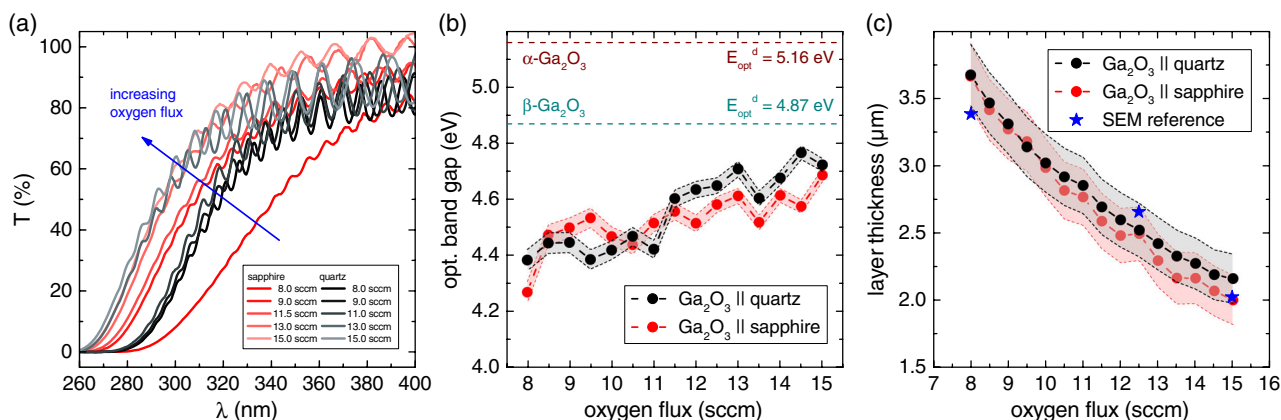 (a)
100
80
60
40
20
0
T (%)
increasing
oxygen flux
sapphire quartz
8.0 sccm 8.0 sccm
9.0 sccm 9.0 sccm
11.5 sccm 11.0 sccm
13.0 sccm 13.0 sccm
15.0 sccm 15.0 sccm
260 280 300 320 340 360 380 400
λ (nm)
(b)
5.20
5.0
4.8
4.6
4.4
4.2
4.0
opt. band gap (eV)
α-Ga₂O₃ E_opt^d = 5.16 eV
β-Ga₂O₃ E_opt^d = 4.87 eV
Ga₂O₃ || quartz
Ga₂O₃ || sapphire
8 9 10 11 12 13 14 15
oxygen flux (sccm)
(c)
3.5
3.0
2.5
2.0
1.5
layer thickness (μm)
Ga₂O₃ || quartz
Ga₂O₃ || sapphire
SEM reference
7 8 9 10 11 12 13 14 15 16
oxygen flux (sccm)